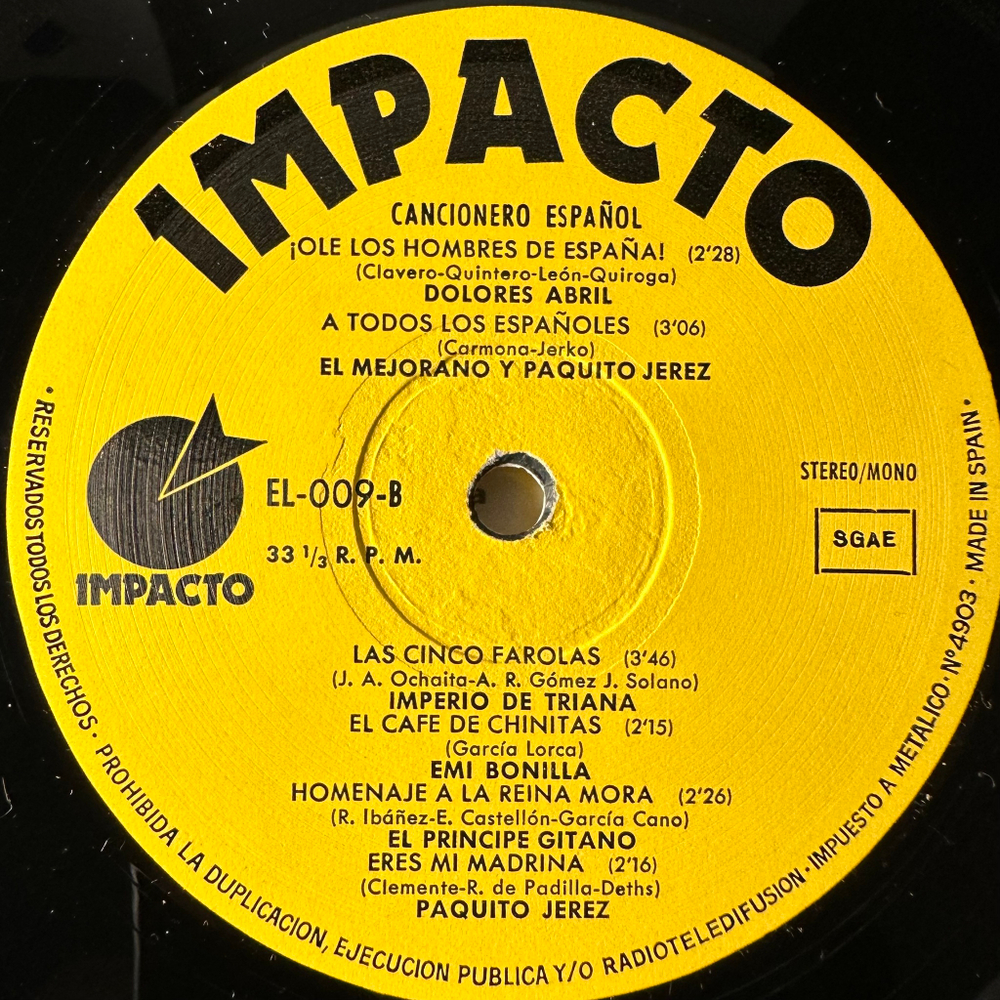 IMPACTO
CANCIONERO ESPAÑOL
¡OLE LOS HOMBRES DE ESPAÑA! (2'28)
(Clavero-Quintero-León-Quiroga)
DOLORES ABRIL
A TODOS LOS ESPAÑOLES (3'06)
(Carmona-Jerko)
EL MEJORANO Y PAQUITO JEREZ
EL-009-B
33 1/3 R. P. M.
IMPACTO
STEREO/MONO
SGAE
LAS CINCO FAROLAS (3'46)
(J. A. Ochaita-A. R. Gómez J. Solano)
IMPERIO DE TRIANA
EL CAFE DE CHINITAS (2'15)
(García Lorca)
EMI BONILLA
HOMENAJE A LA REINA MORA (2'26)
(R. Ibáñez-E. Castellón-García Cano)
EL PRINCIPE GITANO
ERES MI MADRINA (2'16)
(Clemente-R. de Padilla-Deths)
PAQUITO JEREZ
• RESERVADOS TODOS LOS DERECHOS · PROHIBIDA LA DUPLICACION, EJECUCION PUBLICA Y/O RADIOTELEDIFUSION · IMPUESTO A METALICO · Nº 4903 · MADE IN SPAIN •